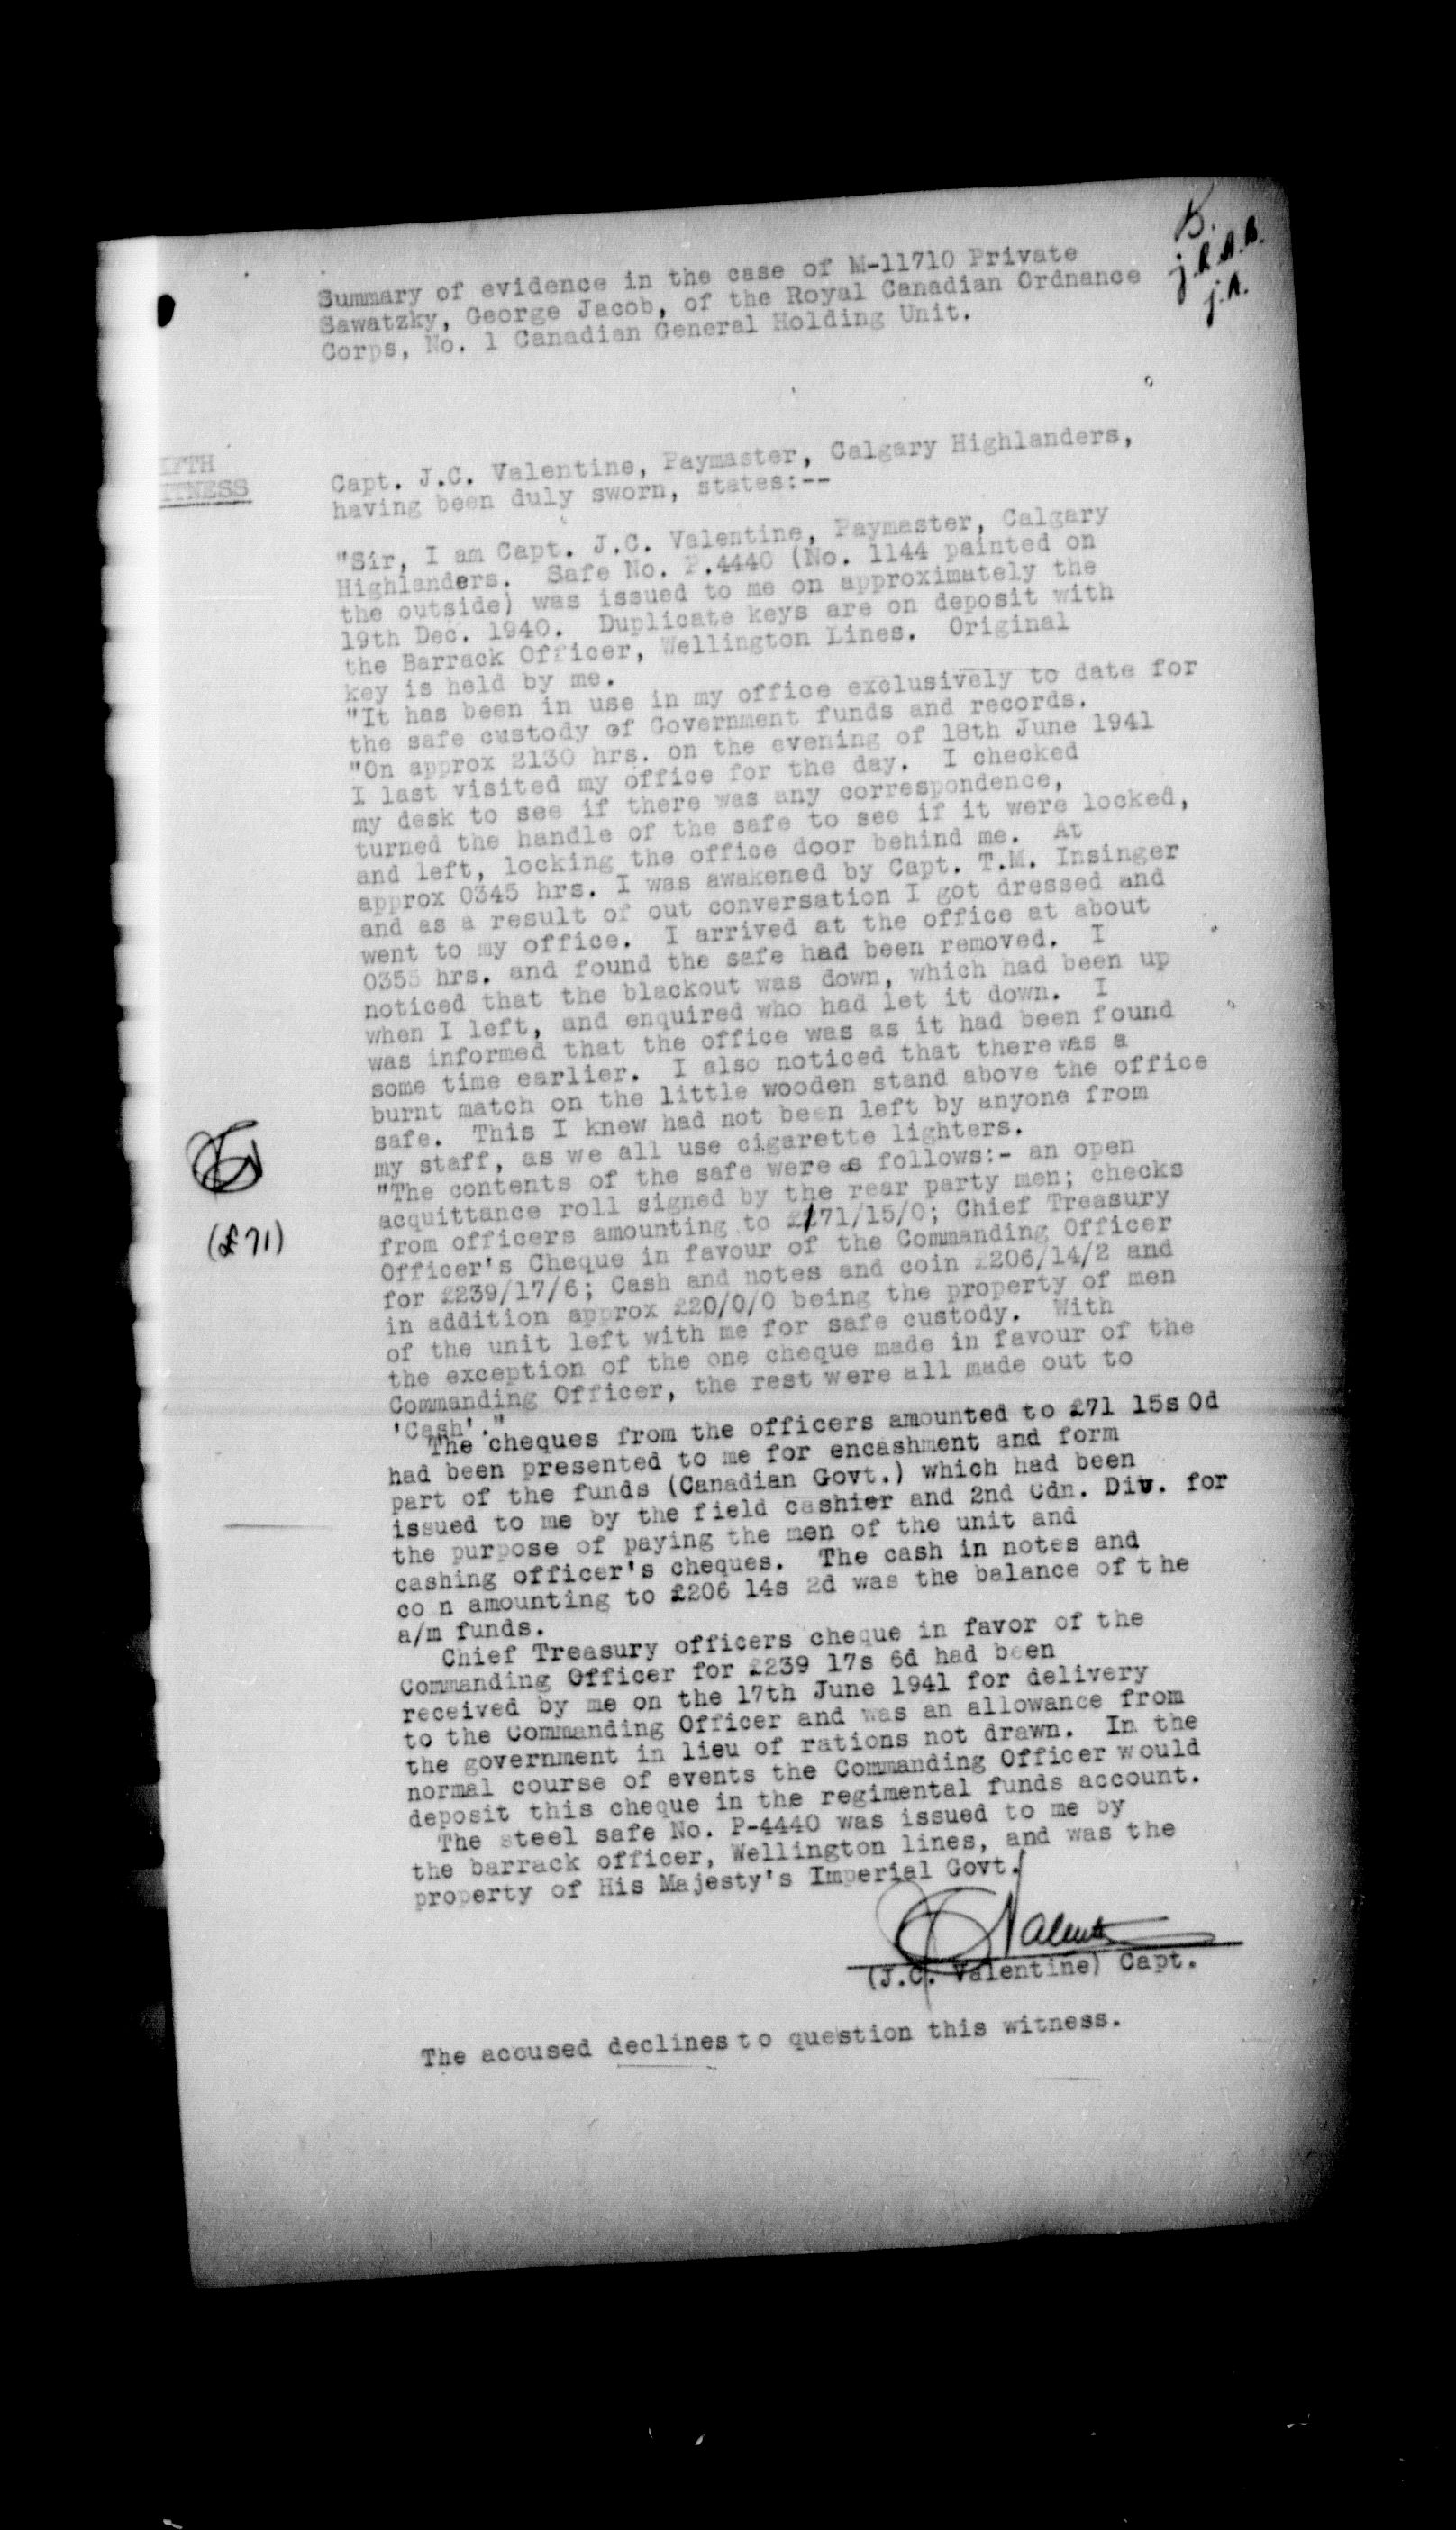 B.
J.R.A.B.
J.A.
Summary of evidence in the case of M-11710 Private
Sawatzky, George Jacob, of the Royal Canadian Ordnance
Corps, No. 1 Canadian General Holding Unit.
IFTH
ITNESS
Capt. J.C. Valentine, Paymaster, Calgary Highlanders,
having been duly sworn, states:--
"Sir, I am Capt. J.C. Valentine, Paymaster, Calgary
Highlanders. Safe No. P.4440 (No. 1144 painted on
the outside) was issued to me on approximately the
19th Dec. 1940. Duplicate keys are on deposit with
the Barrack Officer, Wellington Lines. Original
key is held by me.
"It has been in use in my office exclusively to date for
the safe custody of Government funds and records.
"On approx 2130 hrs. on the evening of 18th June 1941
I last visited my office for the day. I checked
my desk to see if there was any correspondence,
turned the handle of the safe to see if it were locked,
and left, locking the office door behind me. At
approx 0345 hrs. I was awakened by Capt. T.M. Insinger
and as a result of out conversation I got dressed and
went to my office. I arrived at the office at about
0355 hrs. and found the safe had been removed. I
noticed that the blackout was down, which had been up
when I left, and enquired who had let it down. I
was informed that the office was as it had been found
some time earlier. I also noticed that there was a
burnt match on the little wooden stand above the office
safe. This I knew had not been left by anyone from
my staff, as we all use cigarette lighters.
"The contents of the safe were as follows:- an open
acquittance roll signed by the rear party men; checks
from officers amounting to £71/15/0; Chief Treasury
(£71)
Officer's Cheque in favour of the Commanding Officer
for £239/17/6; Cash and notes and coin £206/14/2 and
in addition approx £20/0/0 being the property of men
of the unit left with me for safe custody. With
the exception of the one cheque made in favour of the
Commanding Officer, the rest were all made out to
'Cash'."
The cheques from the officers amounted to £71 15s 0d
had been presented to me for encashment and form
part of the funds (Canadian Govt.) which had been
issued to me by the field cashier and 2nd Cdn. Div. for
the purpose of paying the men of the unit and
cashing officer's cheques. The cash in notes and
co n amounting to £206 14s 2d was the balance of the
a/m funds.
Chief Treasury officers cheque in favor of the
Commanding Officer for £239 17s 6d had been
received by me on the 17th June 1941 for delivery
to the Commanding Officer and was an allowance from
the government in lieu of rations not drawn. In the
normal course of events the Commanding Officer would
deposit this cheque in the regimental funds account.
The steel safe No. P-4440 was issued to me by
the barrack officer, Wellington lines, and was the
property of His Majesty's Imperial Govt.
(J.C. Valentine) Capt.
The accused declines to question this witness.